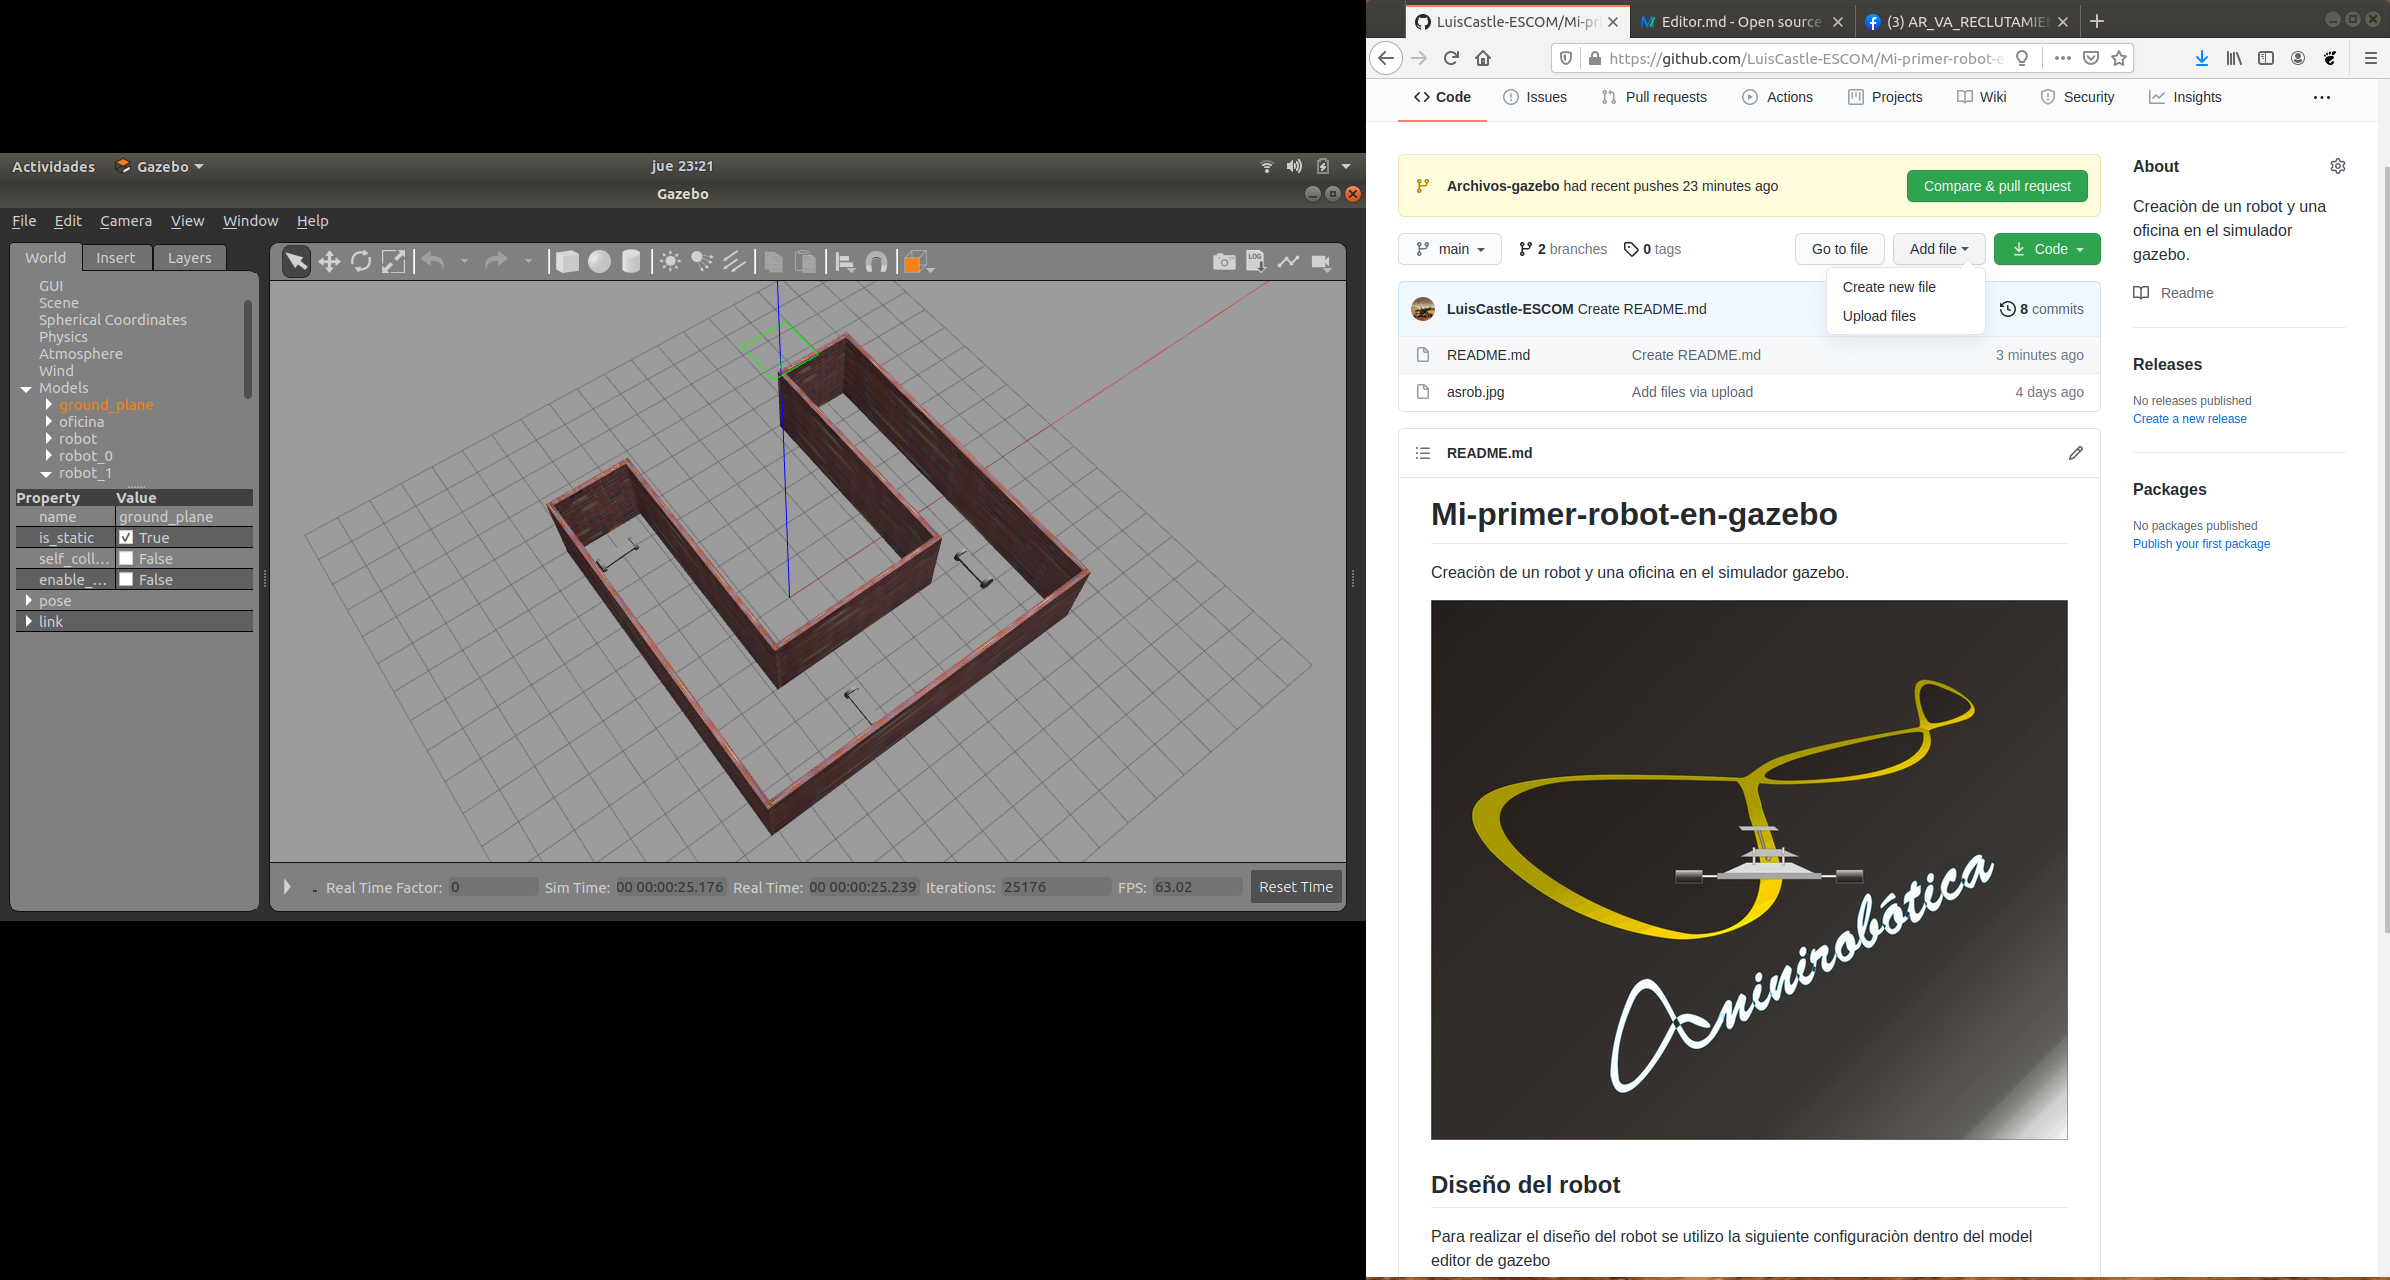 Actividades
Gazebo
jue 23:21
Gazebo
File Edit Camera View Window Help
World Insert Layers
GUI
Scene
Spherical Coordinates
Physics
Atmosphere
Wind
Models
ground_plane
oficina
robot
robot_0
robot_1
Property Value
name ground_plane
is_static True
self_coll... False
enable_... False
pose
link
LOG
Real Time Factor: 0 Sim Time: 00 00:00:25.176 Real Time: 00 00:00:25.239 Iterations: 25176 FPS: 63.02 Reset Time
LuisCastle-ESCOM/Mi-pri
Editor.md - Open source
(3) AR_VA_RECLUTAMIEN
https://github.com/LuisCastle-ESCOM/Mi-primer-robot-e
Code Issues Pull requests Actions Projects Wiki Security Insights
Archivos-gazebo had recent pushes 23 minutes ago
Compare & pull request
main 2 branches 0 tags Go to file Add file Code
Create new file
Upload files
LuisCastle-ESCOM Create README.md 8 commits
README.md Create README.md 3 minutes ago
asrob.jpg Add files via upload 4 days ago
README.md
Mi-primer-robot-en-gazebo
Creaciòn de un robot y una oficina en el simulador gazebo.
Aminirobótica
Diseño del robot
Para realizar el diseño del robot se utilizo la siguiente configuraciòn dentro del model
editor de gazebo
About
Creaciòn de un robot y una
oficina en el simulador
gazebo.
Readme
Releases
No releases published
Create a new release
Packages
No packages published
Publish your first package